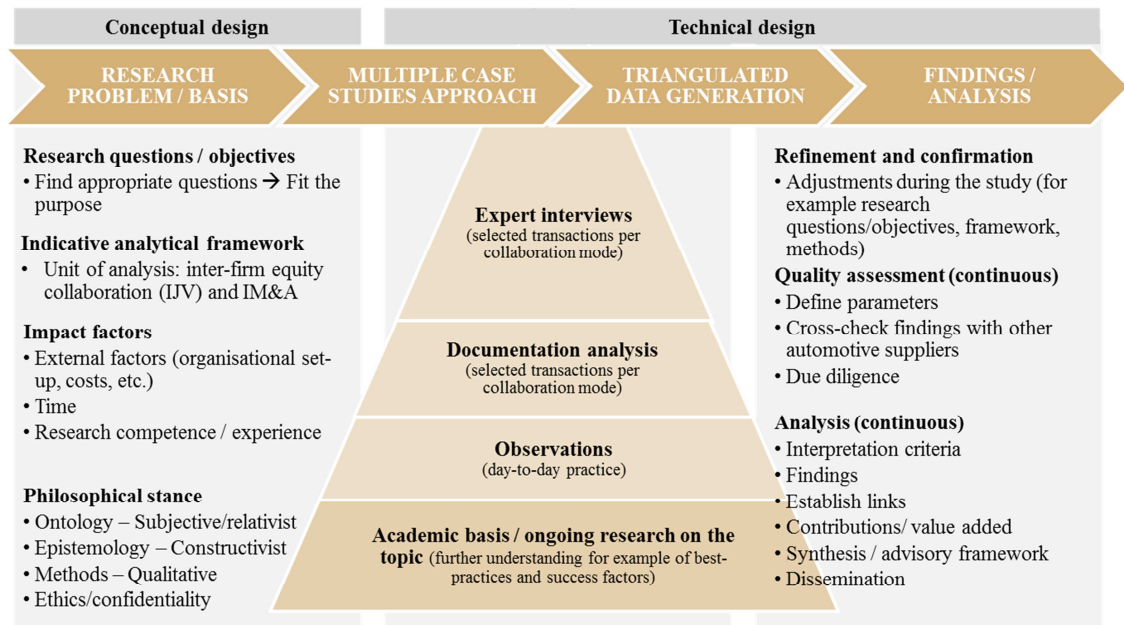 Conceptual design
Technical design
RESEARCH
PROBLEM / BASIS
MULTIPLE CASE
STUDIES APPROACH
TRIANGULATED
DATA GENERATION
FINDINGS /
ANALYSIS
Research questions / objectives
• Find appropriate questions → Fit the
purpose
Indicative analytical framework
• Unit of analysis: inter-firm equity
collaboration (IJV) and IM&A
Impact factors
• External factors (organisational set-
up, costs, etc.)
• Time
• Research competence / experience
Philosophical stance
• Ontology – Subjective/relativist
• Epistemology – Constructivist
• Methods – Qualitative
• Ethics/confidentiality
Expert interviews
(selected transactions per
collaboration mode)
Documentation analysis
(selected transactions per
collaboration mode)
Observations
(day-to-day practice)
Academic basis / ongoing research on the
topic (further understanding for example of best-
practices and success factors)
Refinement and confirmation
• Adjustments during the study (for
example research
questions/objectives, framework,
methods)
Quality assessment (continuous)
• Define parameters
• Cross-check findings with other
automotive suppliers
• Due diligence
Analysis (continuous)
• Interpretation criteria
• Findings
• Establish links
• Contributions/ value added
• Synthesis / advisory framework
• Dissemination